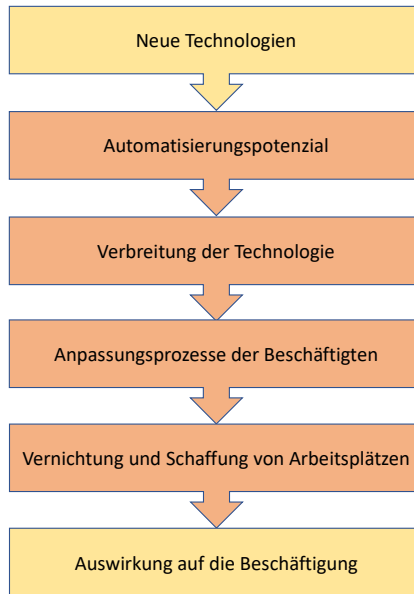 Neue Technologien
Automatisierungspotenzial
Verbreitung der Technologie
Anpassungsprozesse der Beschäftigten
Vernichtung und Schaffung von Arbeitsplätzen
Auswirkung auf die Beschäftigung